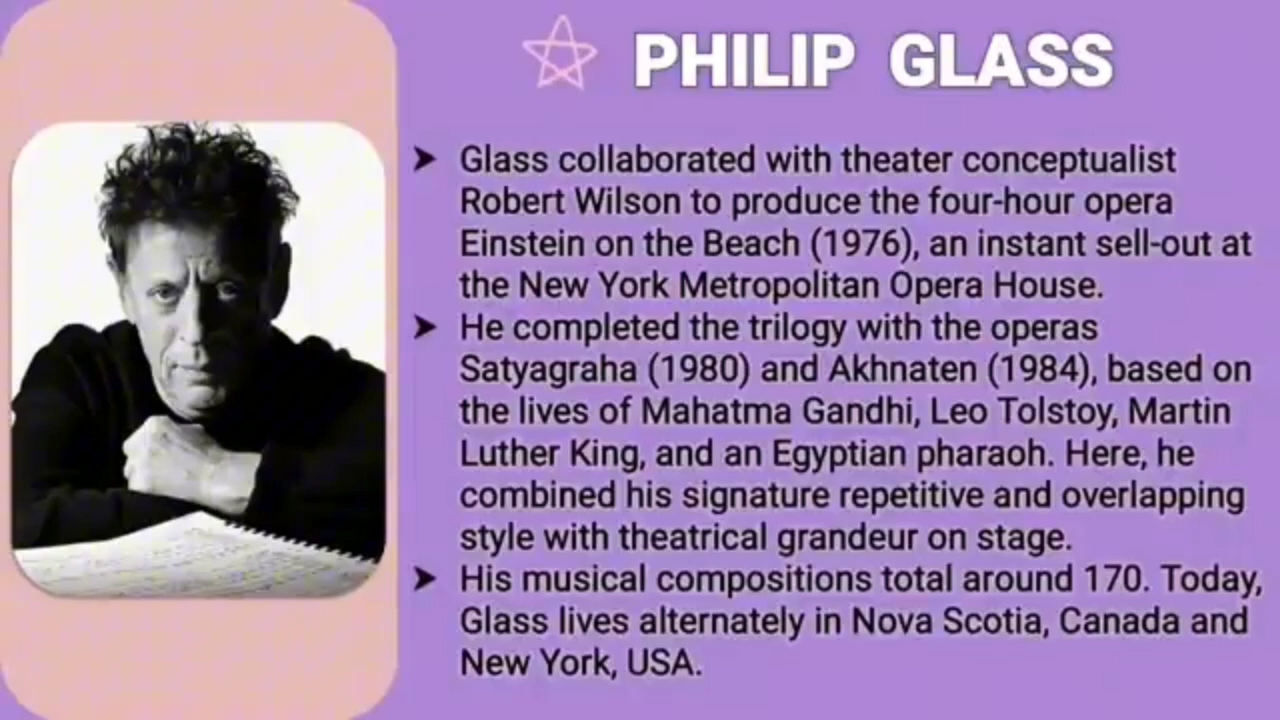 PHILIP GLASS
➤ Glass collaborated with theater conceptualist
Robert Wilson to produce the four-hour opera
Einstein on the Beach (1976), an instant sell-out at
the New York Metropolitan Opera House.
➤ He completed the trilogy with the operas
Satyagraha (1980) and Akhnaten (1984), based on
the lives of Mahatma Gandhi, Leo Tolstoy, Martin
Luther King, and an Egyptian pharaoh. Here, he
combined his signature repetitive and overlapping
style with theatrical grandeur on stage.
➤ His musical compositions total around 170. Today,
Glass lives alternately in Nova Scotia, Canada and
New York, USA.